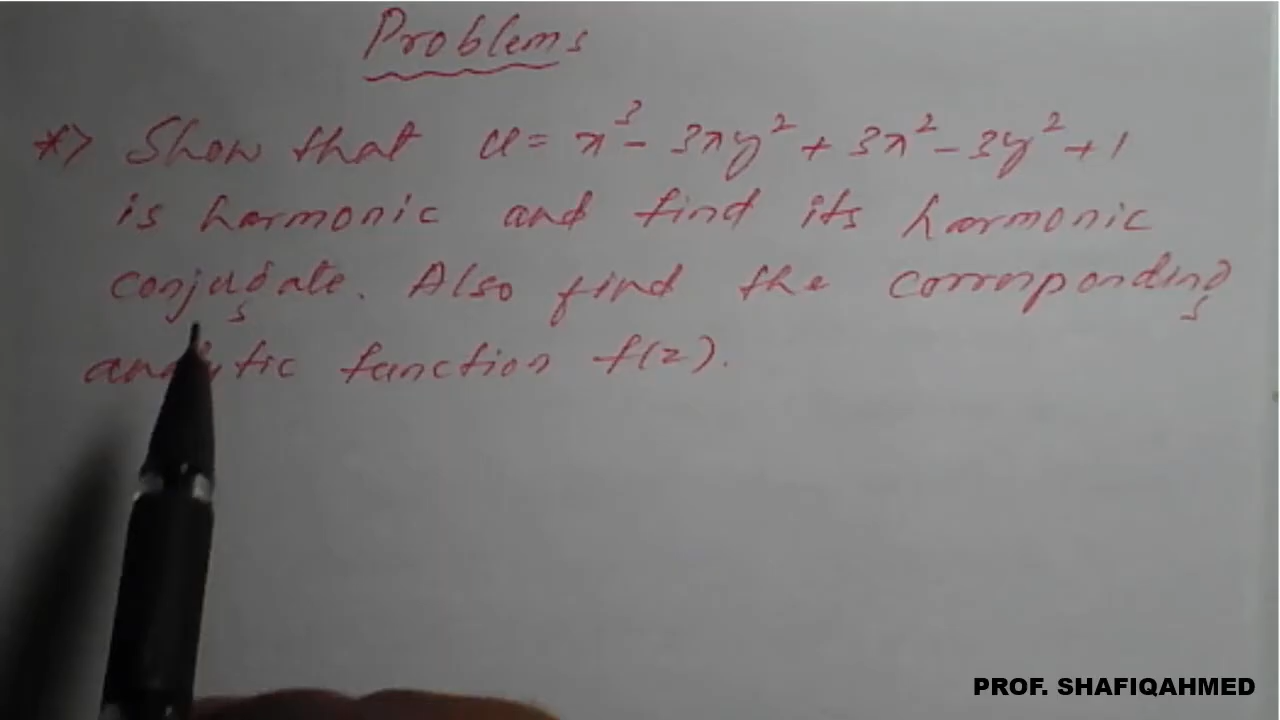 Problems
*> Show that u = x³ - 3xy² + 3x² - 3y² + 1
is harmonic and find its harmonic
conjugate. Also find the corresponding
analytic function f(z).
PROF. SHAFIQAHMED